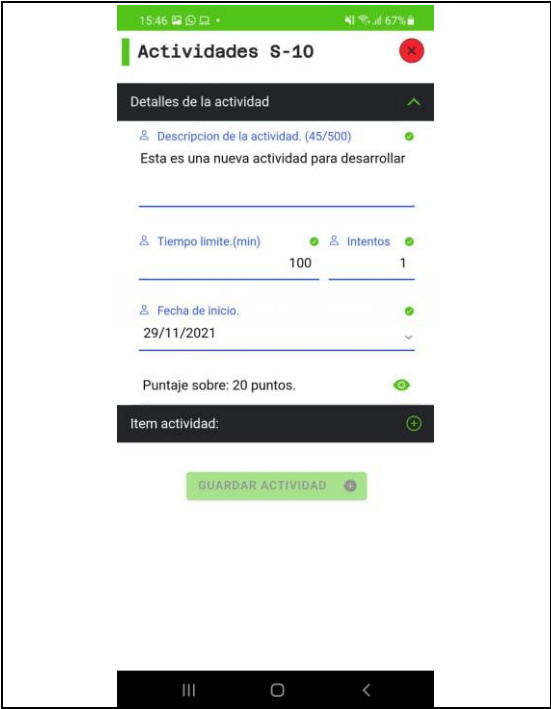 15:46 67%
Actividades S-10
Detalles de la actividad
Descripcion de la actividad. (45/500)
Esta es una nueva actividad para desarrollar
Tiempo limite.(min) Intentos
100 1
Fecha de inicio.
29/11/2021
Puntaje sobre: 20 puntos.
Item actividad:
GUARDAR ACTIVIDAD